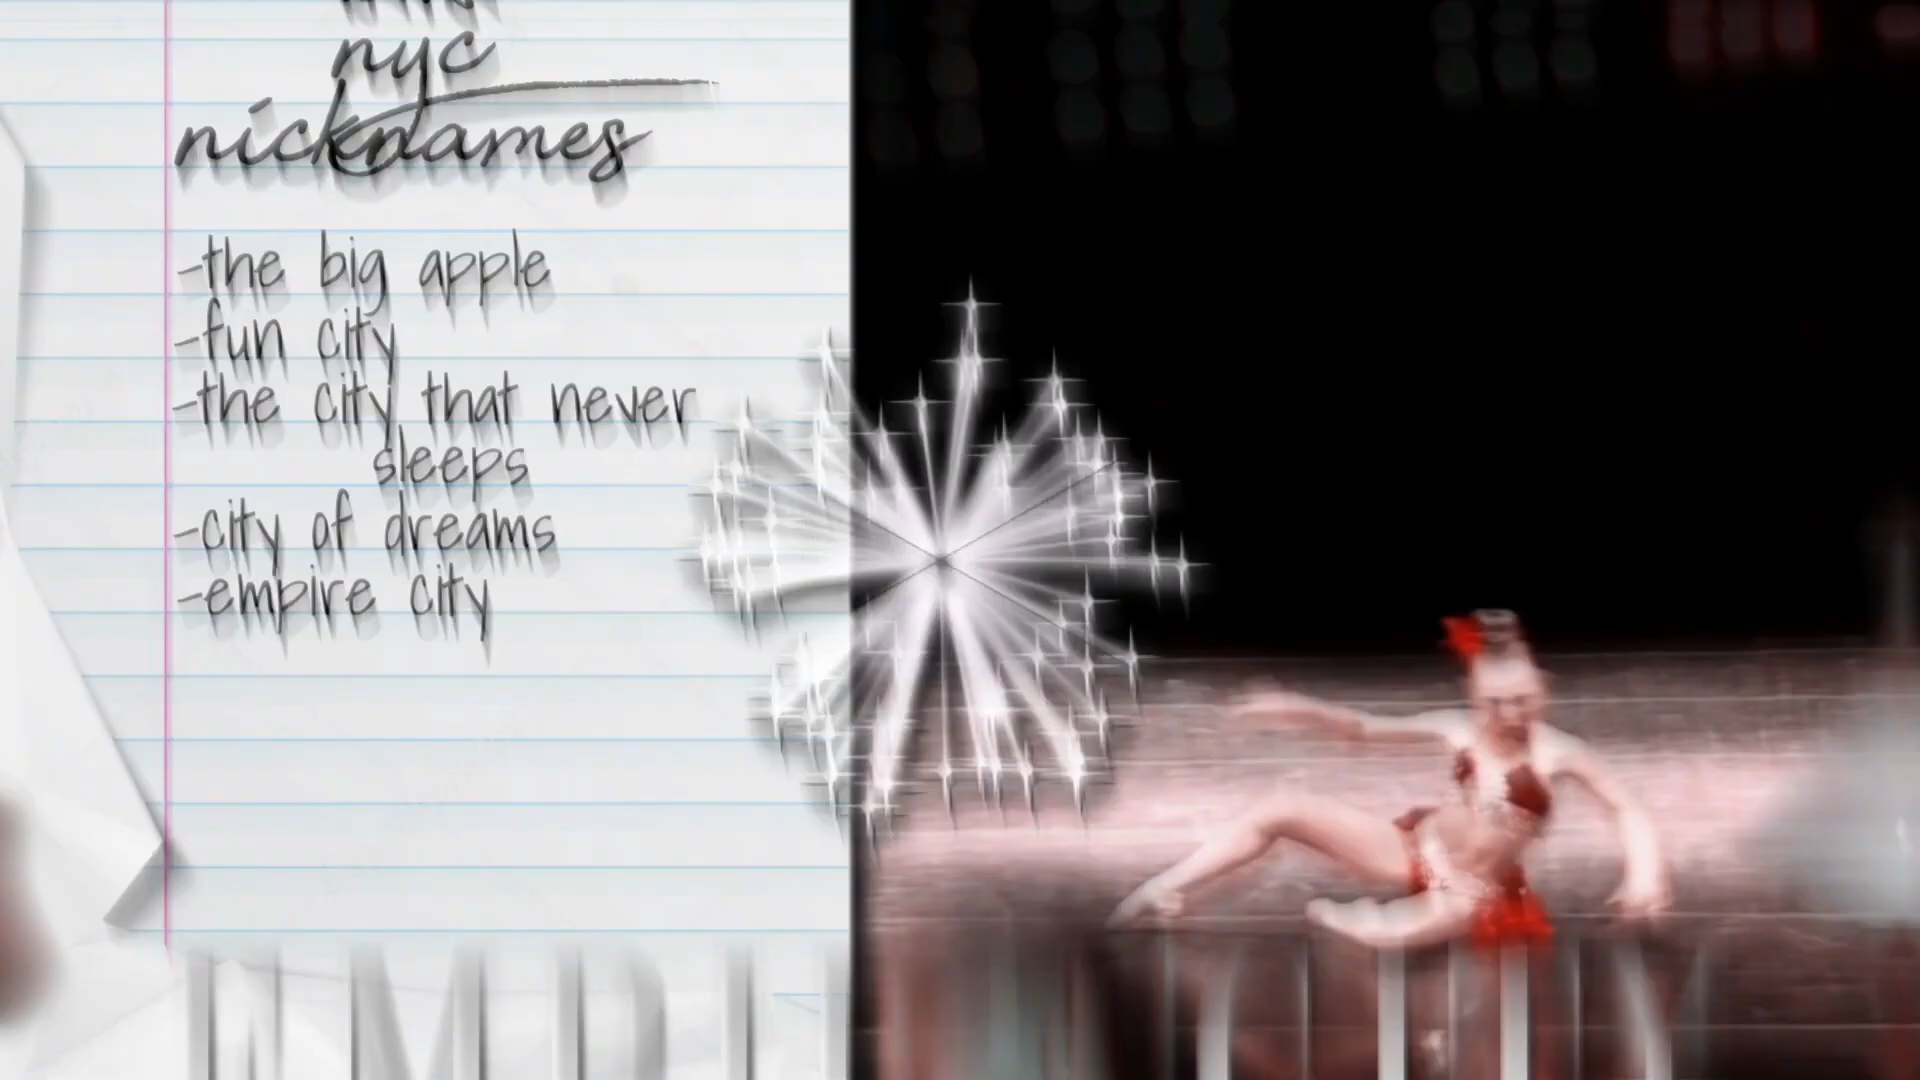 nyc
nicknames
-the big apple
-fun city
-the city that never
sleeps
-city of dreams
-empire city